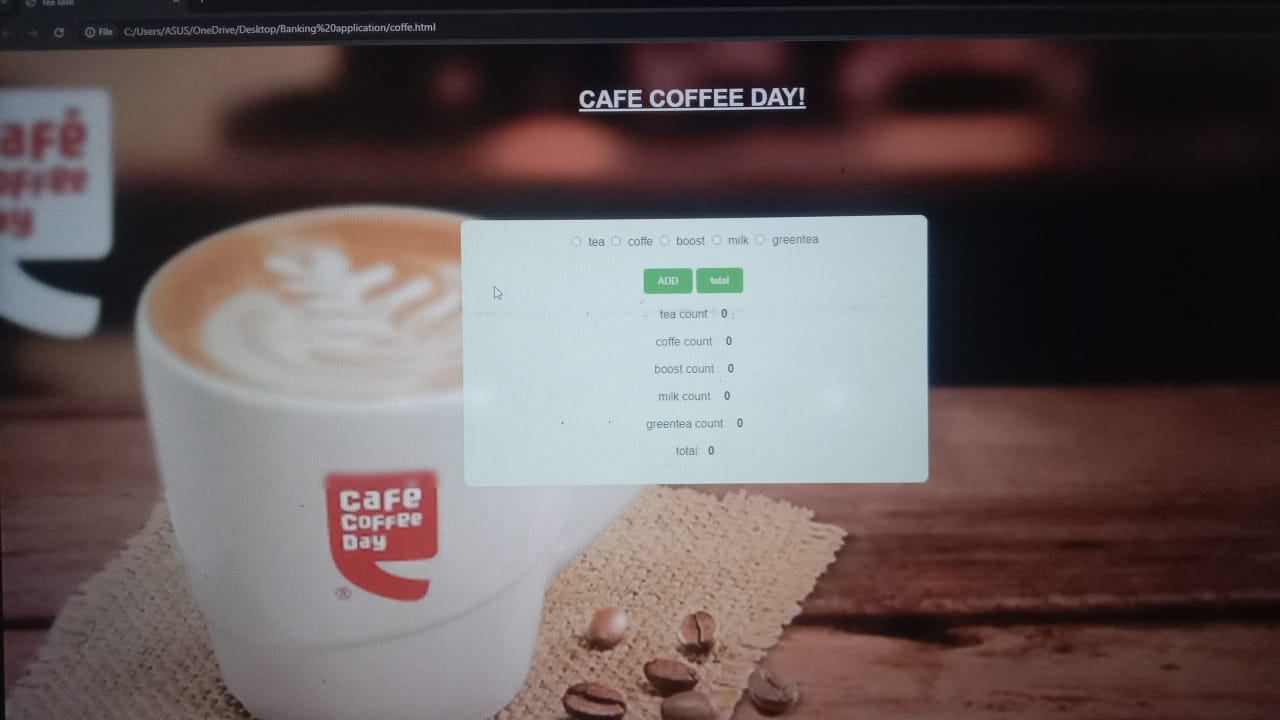 tea cafe
File C:/Users/ASUS/OneDrive/Desktop/Banking%20application/coffe.html
CAFE COFFEE DAY!
café
coffee
ay
tea coffe boost milk greentea
ADD total
tea count : 0
coffe count : 0
boost count : 0
milk count : 0
greentea count : 0
total: 0
café
coffee
Day
®